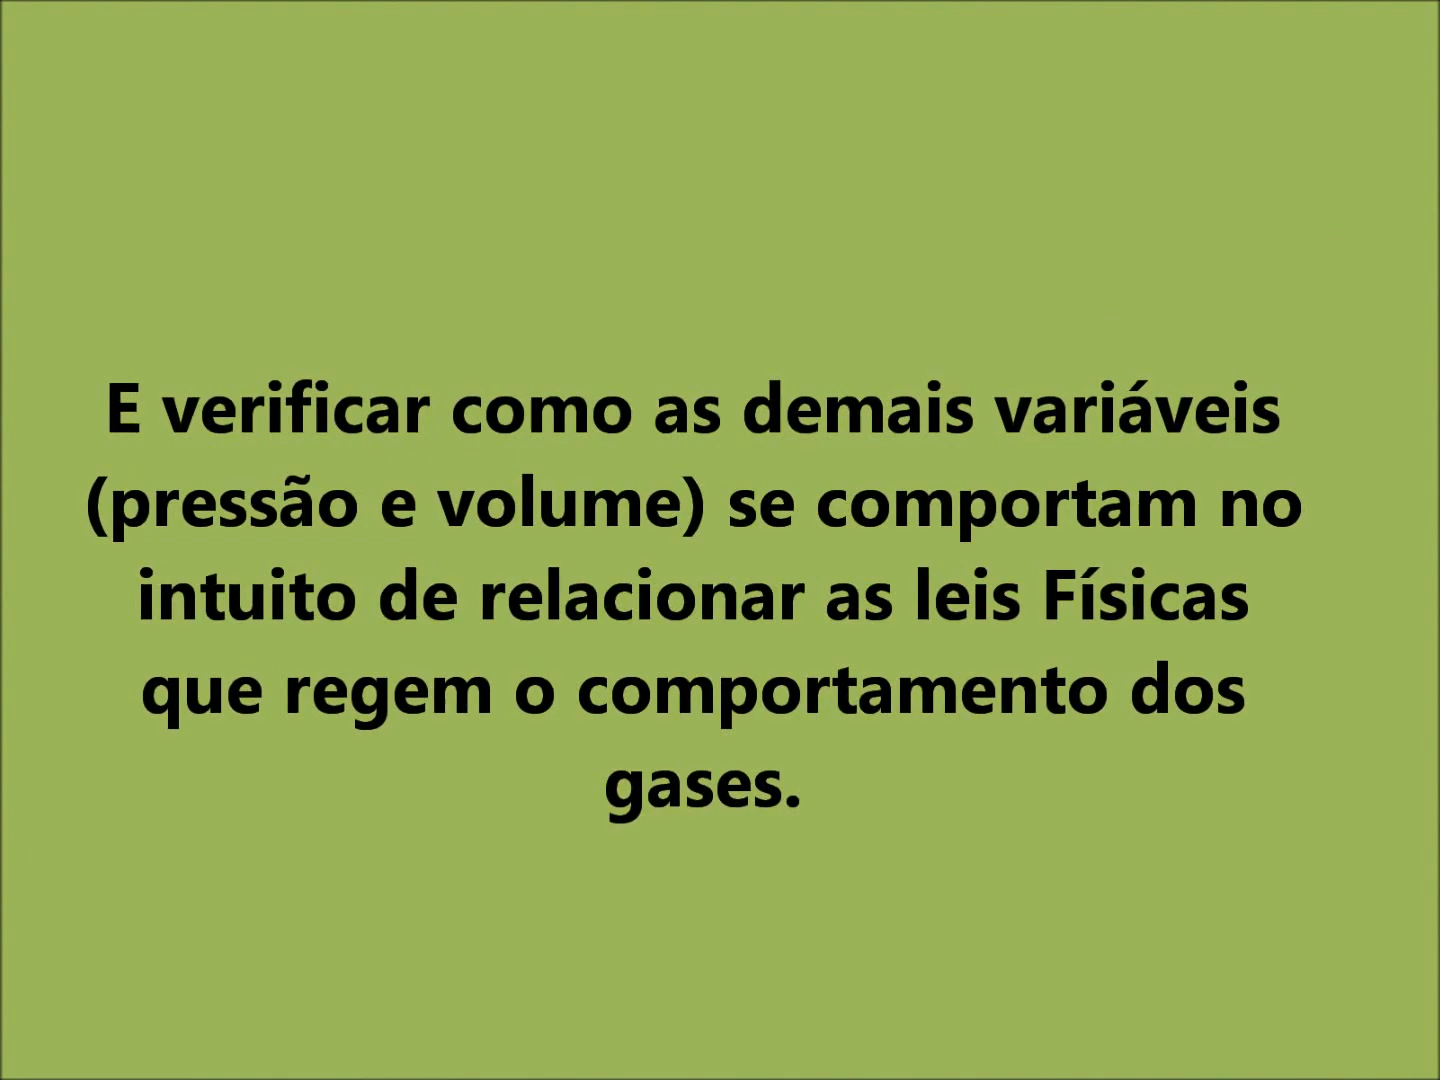 E verificar como as demais variáveis
(pressão e volume) se comportam no
intuito de relacionar as leis Físicas
que regem o comportamento dos
gases.